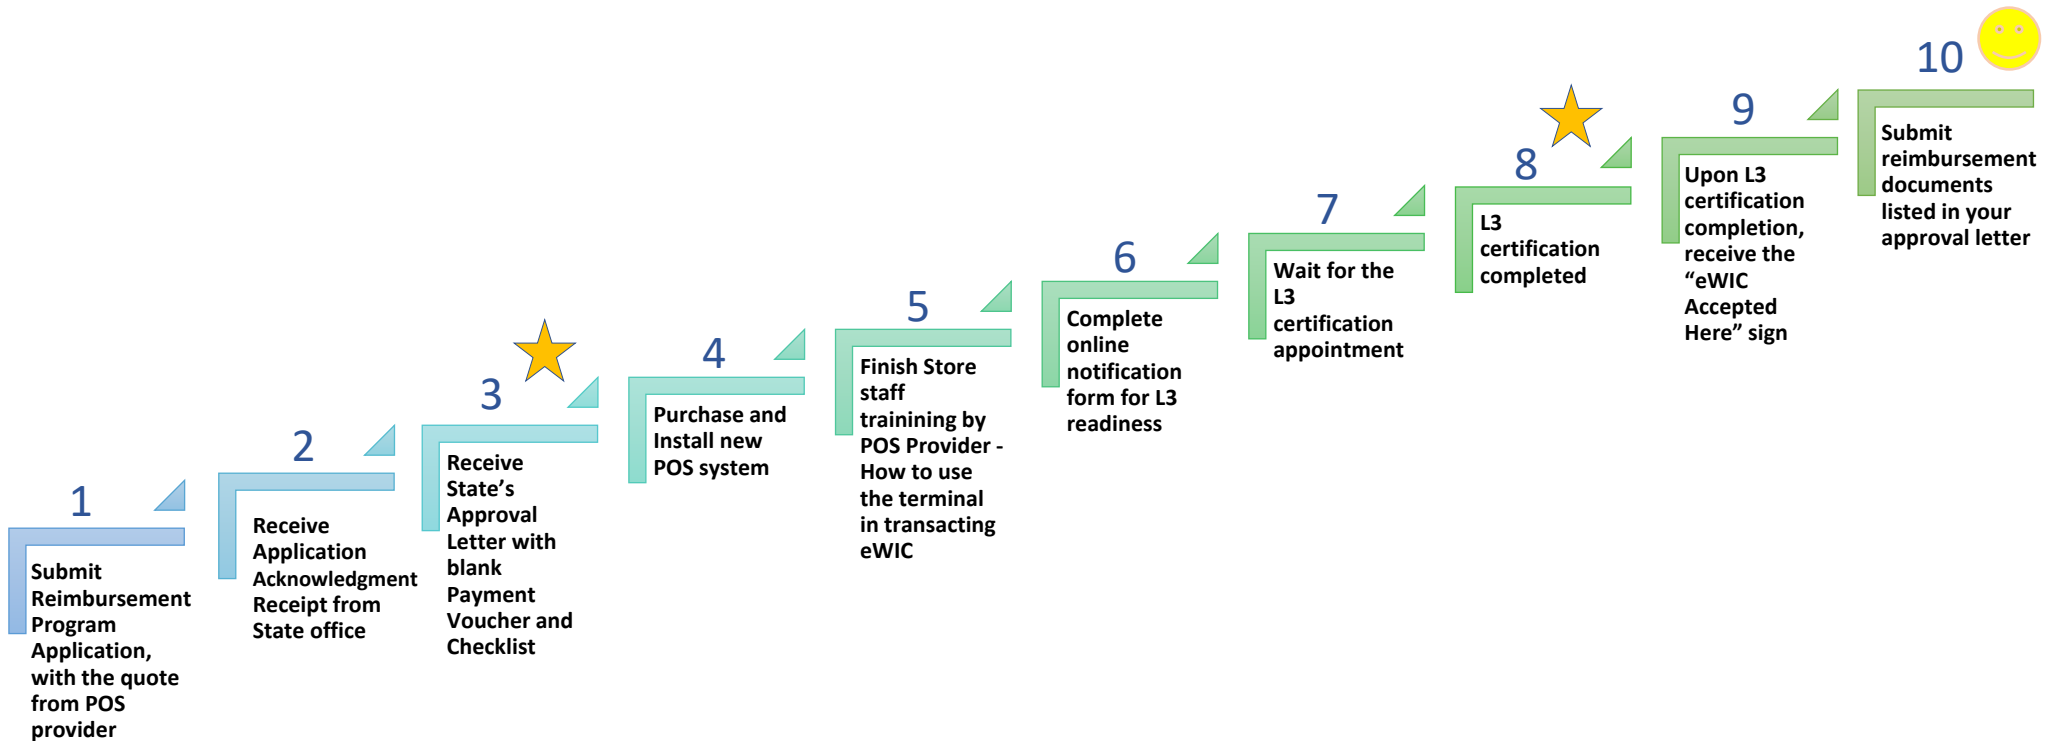 1
Submit
Reimbursement
Program
Application,
with the quote
from POS
provider
2
Receive
Application
Acknowledgment
Receipt from
State office
3
Receive
State’s
Approval
Letter with
blank
Payment
Voucher and
Checklist
4
Purchase and
Install new
POS system
5
Finish Store
staff
trainining by
POS Provider -
How to use
the terminal
in transacting
eWIC
6
Complete
online
notification
form for L3
readiness
7
Wait for the
L3
certification
appointment
8
L3
certification
completed
9
Upon L3
certification
completion,
receive the
“eWIC
Accepted
Here” sign
10
Submit
reimbursement
documents
listed in your
approval letter